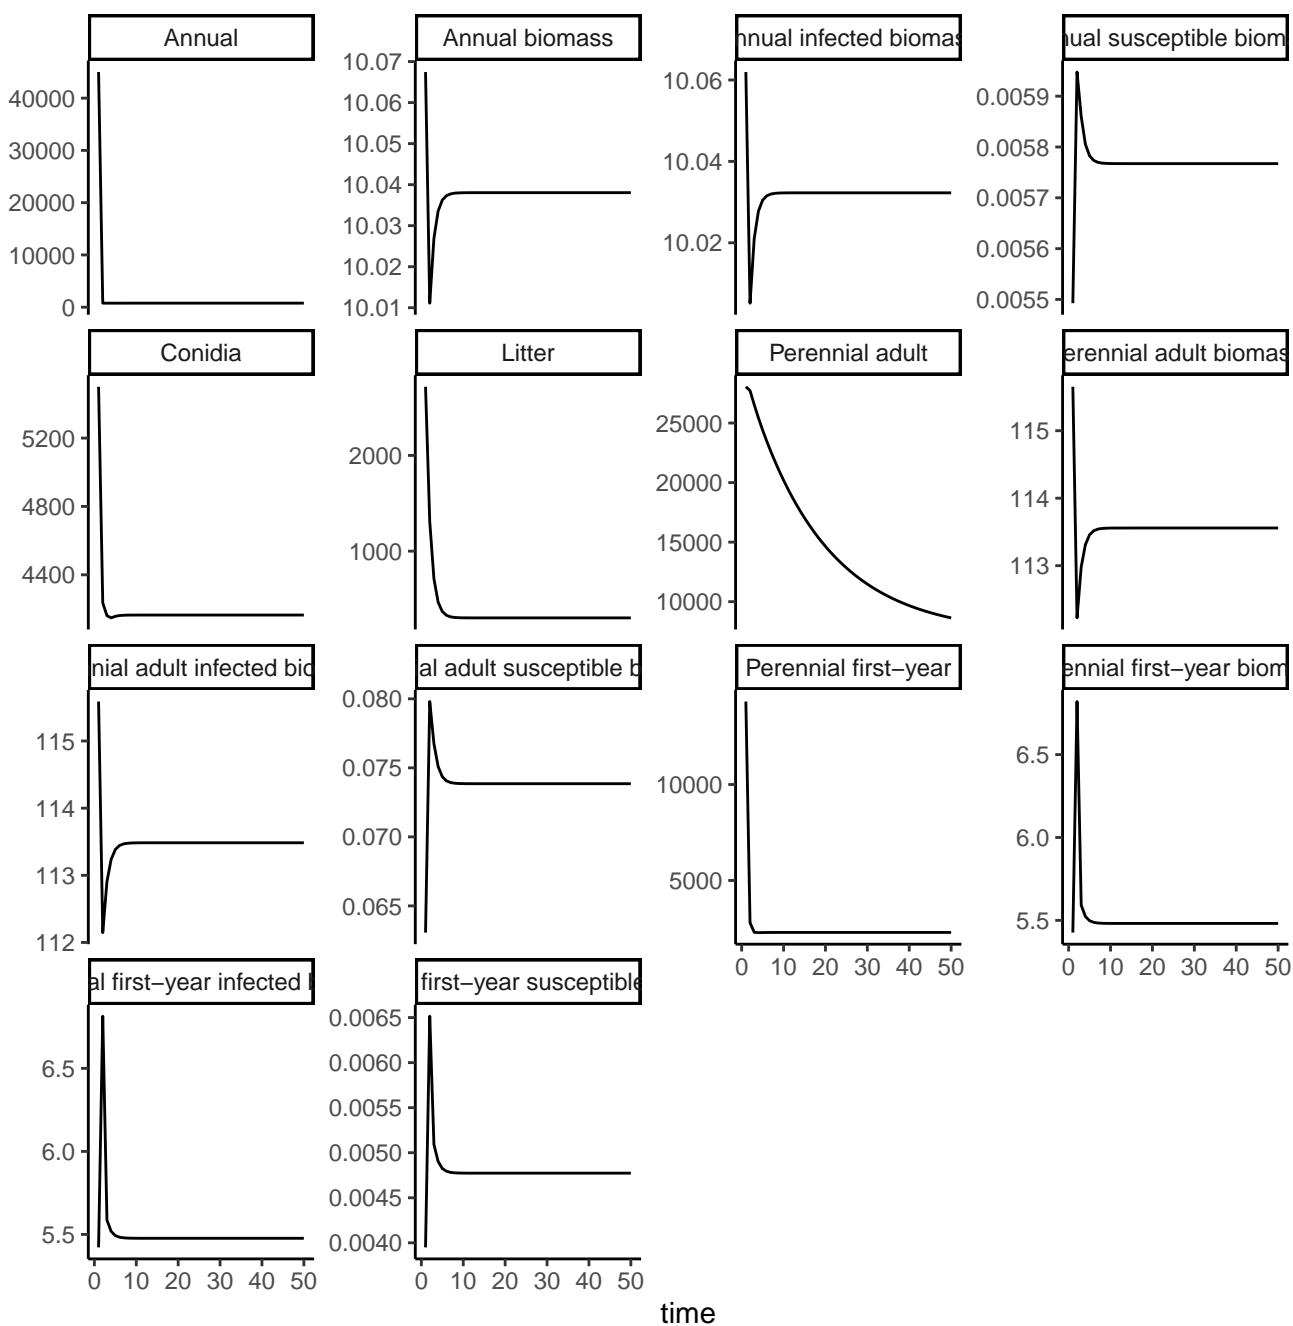 Annual
Annual biomass
nnual infected biomas
nual susceptible biom
40000
30000
20000
10000
0
10.07
10.06
10.05
10.04
10.03
10.02
10.01
10.06
10.04
10.02
0.0059
0.0058
0.0057
0.0056
0.0055
Conidia
Litter
Perennial adult
erennial adult biomas
5200
4800
4400
2000
1000
25000
20000
15000
10000
115
114
113
nial adult infected bio
al adult susceptible b
Perennial first−year
ennial first−year biom
115
114
113
112
0.080
0.075
0.070
0.065
10000
5000
6.5
6.0
5.5
0 10 20 30 40 50
0 10 20 30 40 50
al first−year infected b
first−year susceptible
6.5
6.0
5.5
0.0065
0.0060
0.0055
0.0050
0.0045
0.0040
0 10 20 30 40 50
0 10 20 30 40 50
time